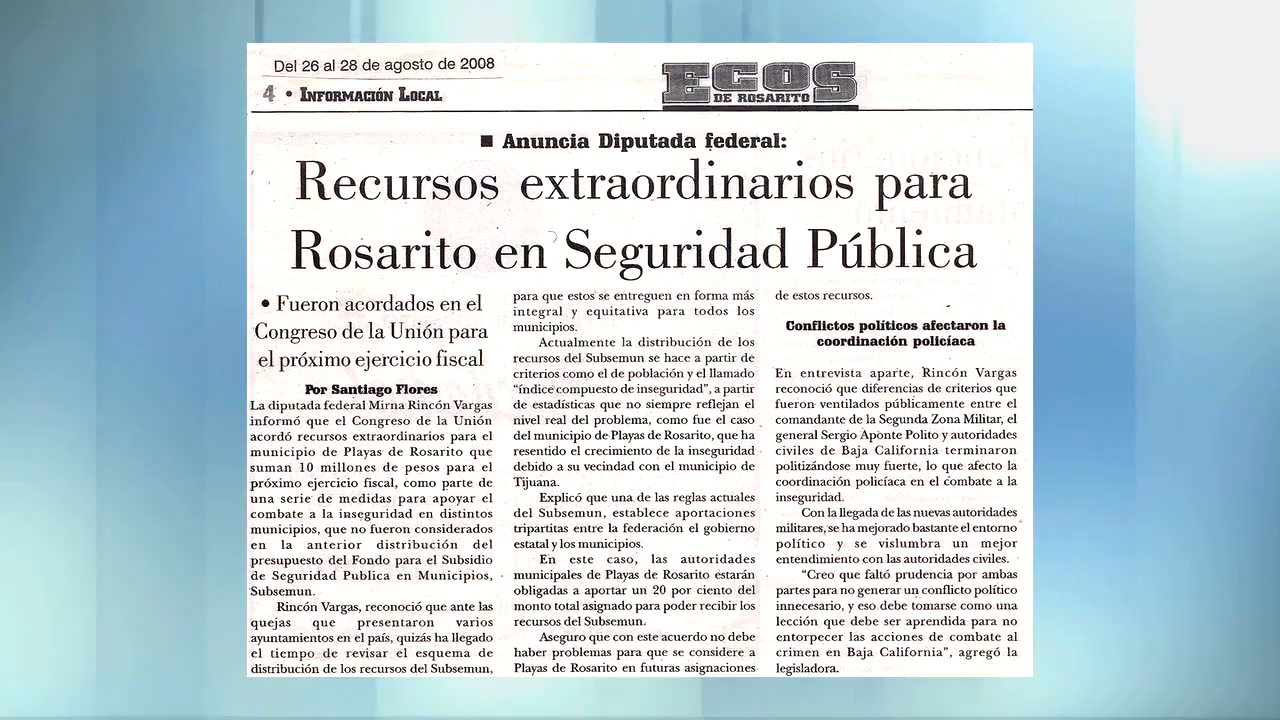 Del 26 al 28 de agosto de 2008
4 • INFORMACIÓN LOCAL
ECOS
DE ROSARITO
■ Anuncia Diputada federal:
Recursos extraordinarios para
Rosarito en Seguridad Pública
• Fueron acordados en el
Congreso de la Unión para
el próximo ejercicio fiscal
Por Santiago Flores
La diputada federal Mirna Rincón Vargas
informó que el Congreso de la Unión
acordó recursos extraordinarios para el
municipio de Playas de Rosarito que
suman 10 millones de pesos para el
próximo ejercicio fiscal, como parte de
una serie de medidas para apoyar el
combate a la inseguridad en distintos
municipios, que no fueron considerados
en la anterior distribución del
presupuesto del Fondo para el Subsidio
de Seguridad Publica en Municipios,
Subsemun.
Rincón Vargas, reconoció que ante las
quejas que presentaron varios
ayuntamientos en el país, quizás ha llegado
el tiempo de revisar el esquema de
distribución de los recursos del Subsemun,
para que estos se entreguen en forma más
integral y equitativa para todos los
municipios.
Actualmente la distribución de los
recursos del Subsemun se hace a partir de
criterios como el de población y el llamado
“índice compuesto de inseguridad”, a partir
de estadísticas que no siempre reflejan el
nivel real del problema, como fue el caso
del municipio de Playas de Rosarito, que ha
resentido el crecimiento de la inseguridad
debido a su vecindad con el municipio de
Tijuana.
Explicó que una de las reglas actuales
del Subsemun, establece aportaciones
tripartitas entre la federación el gobierno
estatal y los municipios.
En este caso, las autoridades
municipales de Playas de Rosarito estarán
obligadas a aportar un 20 por ciento del
monto total asignado para poder recibir los
recursos del Subsemun.
Aseguro que con este acuerdo no debe
haber problemas para que se considere a
Playas de Rosarito en futuras asignaciones
de estos recursos.
Conflictos políticos afectaron la
coordinación policíaca
En entrevista aparte, Rincón Vargas
reconoció que diferencias de criterios que
fueron ventilados públicamente entre el
comandante de la Segunda Zona Militar, el
general Sergio Aponte Polito y autoridades
civiles de Baja California terminaron
politizándose muy fuerte, lo que afecto la
coordinación policíaca en el combate a la
inseguridad.
Con la llegada de las nuevas autoridades
militares, se ha mejorado bastante el entorno
político y se vislumbra un mejor
entendimiento con las autoridades civiles.
“Creo que faltó prudencia por ambas
partes para no generar un conflicto político
innecesario, y eso debe tomarse como una
lección que debe ser aprendida para no
entorpecer las acciones de combate al
crimen en Baja California”, agregó la
legisladora.